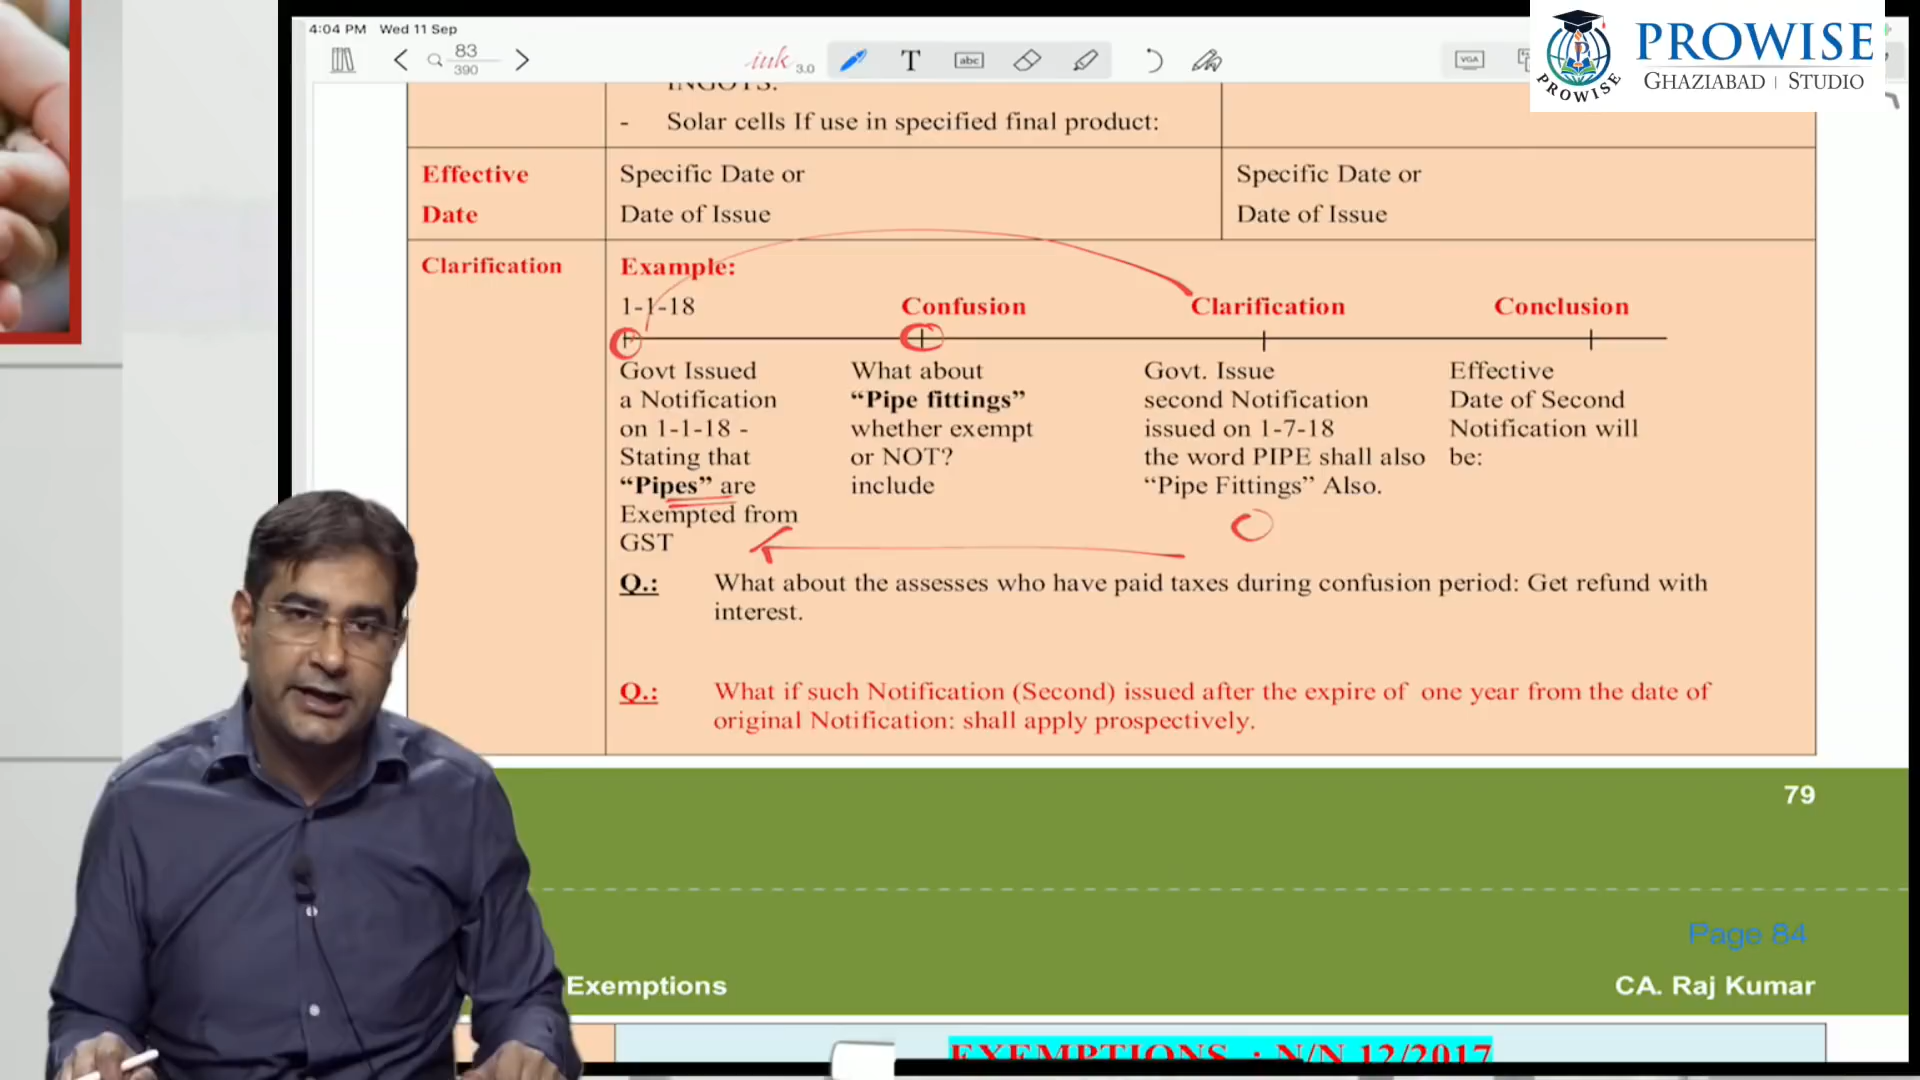 4:04 PM Wed 11 Sep
83
390
ink 3.0
T
abc
VGA
PROWISE
GHAZIABAD | STUDIO
PROWISE
INGOTS.
- Solar cells If use in specified final product:
Effective
Date
Specific Date or
Date of Issue
Specific Date or
Date of Issue
Clarification
Example:
1-1-18
Confusion
Clarification
Conclusion
Govt Issued
a Notification
on 1-1-18 -
Stating that
“Pipes” are
Exempted from
GST
What about
“Pipe fittings”
whether exempt
or NOT?
include
Govt. Issue
second Notification
issued on 1-7-18
the word PIPE shall also
“Pipe Fittings” Also.
Effective
Date of Second
Notification will
be:
Q.: What about the assesses who have paid taxes during confusion period: Get refund with
interest.
Q.: What if such Notification (Second) issued after the expire of one year from the date of
original Notification: shall apply prospectively.
79
Page 84
Exemptions
CA. Raj Kumar
EXEMPTIONS : N/N 12/2017